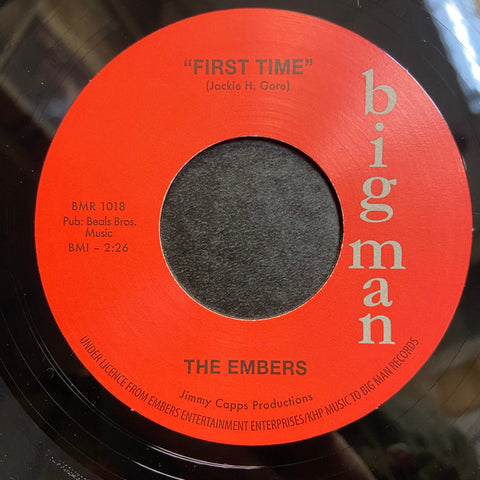 "FIRST TIME"
(Jackie H. Gore)
big man
BMR 1018
Pub: Beals Bros.
Music
BMI – 2:26
THE EMBERS
Jimmy Capps Productions
UNDER LICENCE FROM EMBERS ENTERTAINMENT ENTERPRISES/KHP MUSIC TO BIG MAN RECORDS